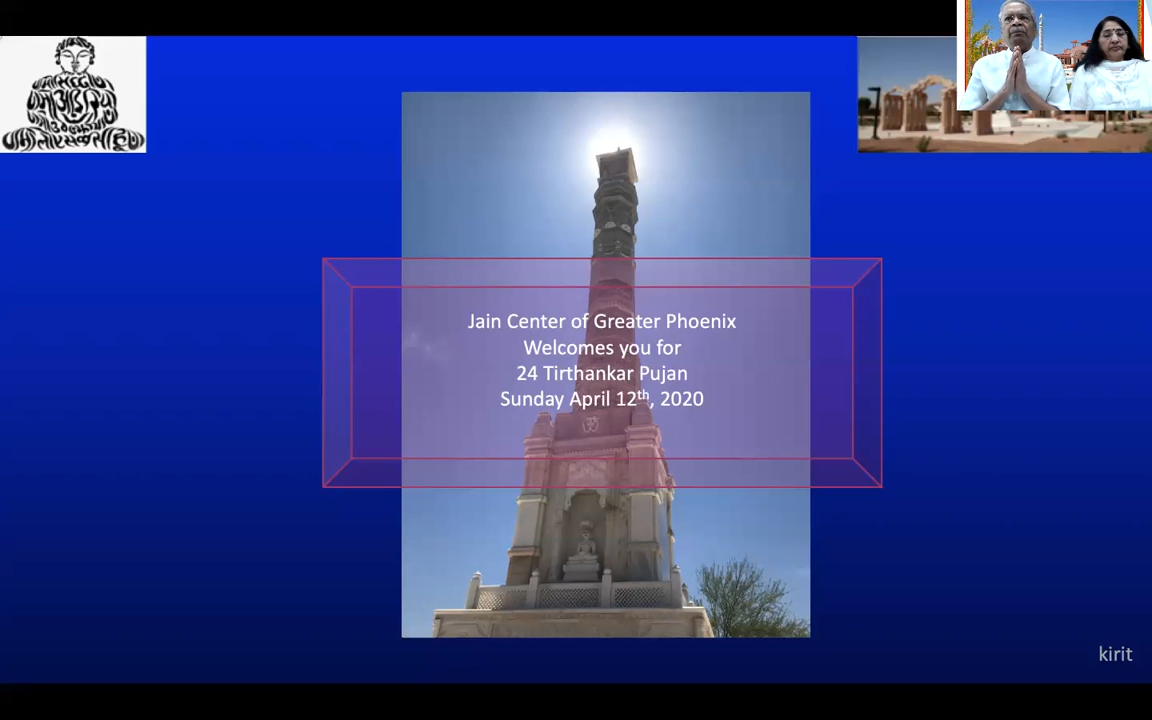 Jain Center of Greater Phoenix
Welcomes you for
24 Tirthankar Pujan
Sunday April 12th, 2020
kirit